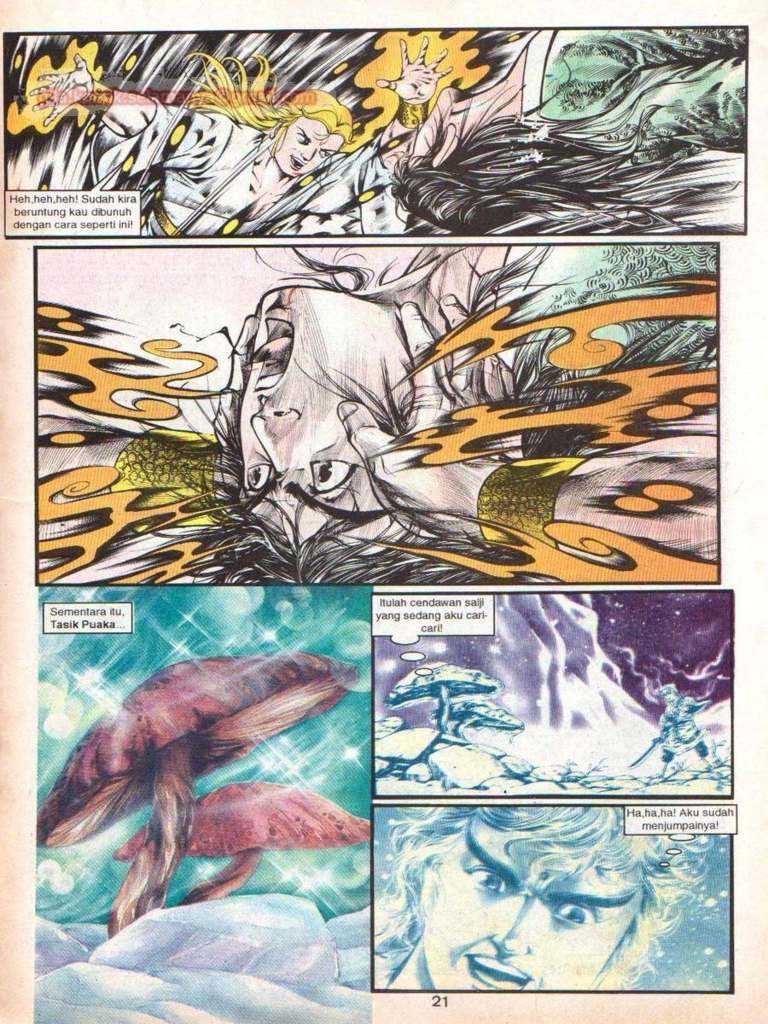 Heh,heh,heh! Sudah kira
beruntung kau dibunuh
dengan cara seperti ini!
Sementara itu,
Tasik Puaka...
Itulah cendawan salji
yang sedang aku cari-
cari!
Ha,ha,ha! Aku sudah
menjumpainya!
21